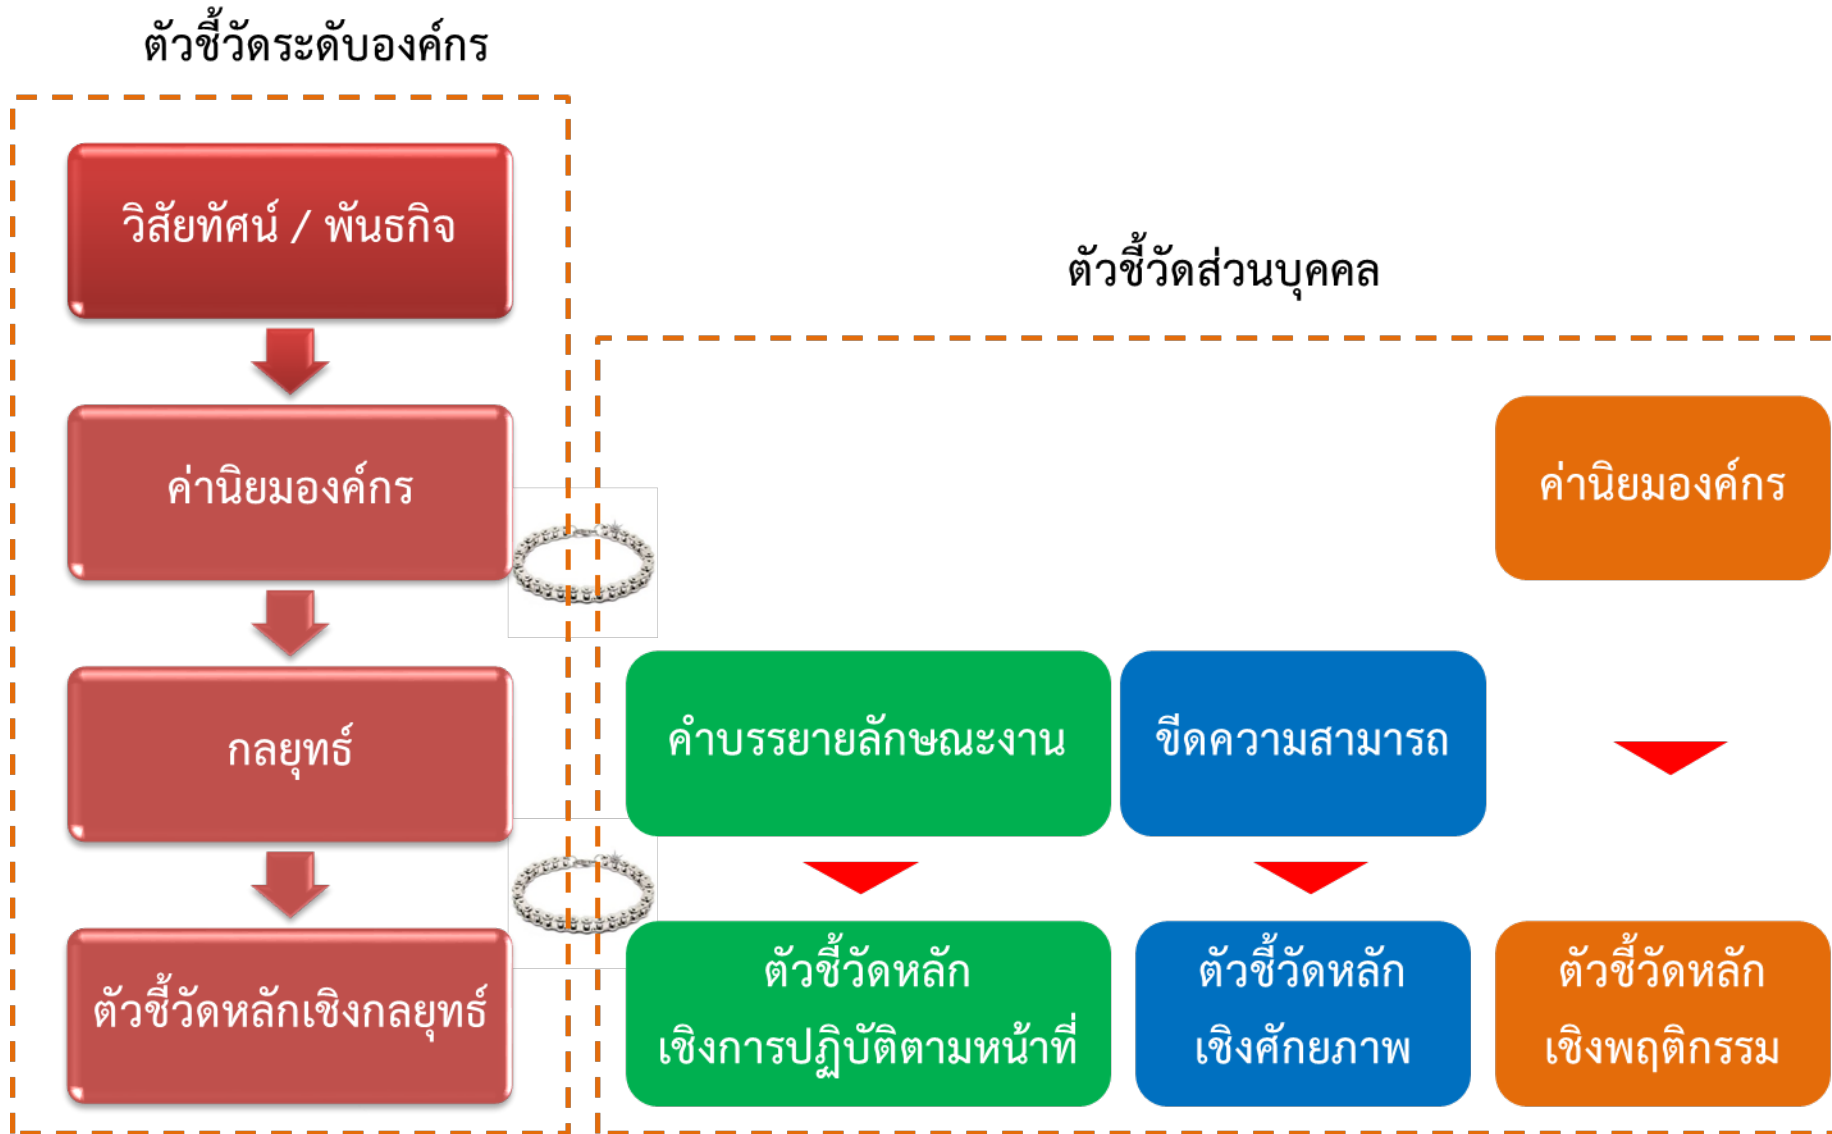 ตัวชี้วัดระดับองค์กร
วิสัยทัศน์ / พันธกิจ
ค่านิยมองค์กร
กลยุทธ์
ตัวชี้วัดหลักเชิงกลยุทธ์
ตัวชี้วัดส่วนบุคคล
ค่านิยมองค์กร
คำบรรยายลักษณะงาน
ขีดความสามารถ
ตัวชี้วัดหลัก
เชิงการปฏิบัติตามหน้าที่
ตัวชี้วัดหลัก
เชิงศักยภาพ
ตัวชี้วัดหลัก
เชิงพฤติกรรม